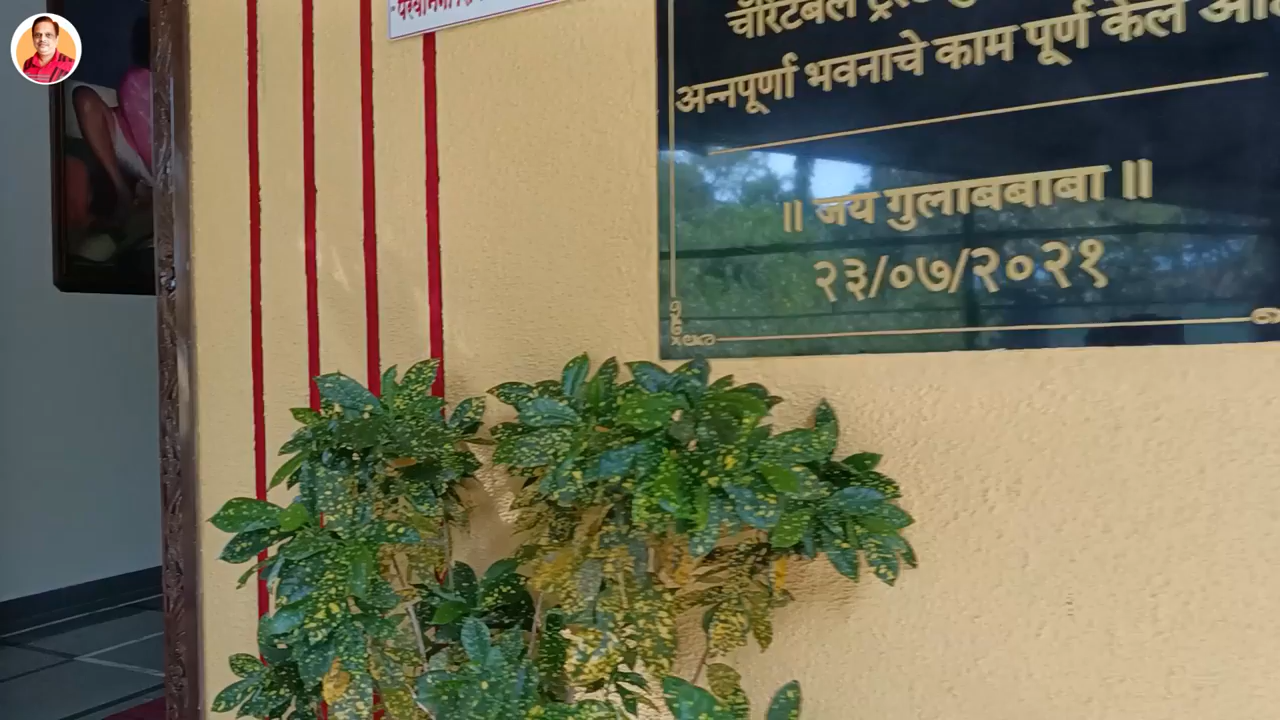 चॅरिटेबल ट्रस्ट
अन्नपूर्णा भवनाचे काम पूर्ण केले
॥ जय गुलाबबाबा ॥
२३/०७/२०२१